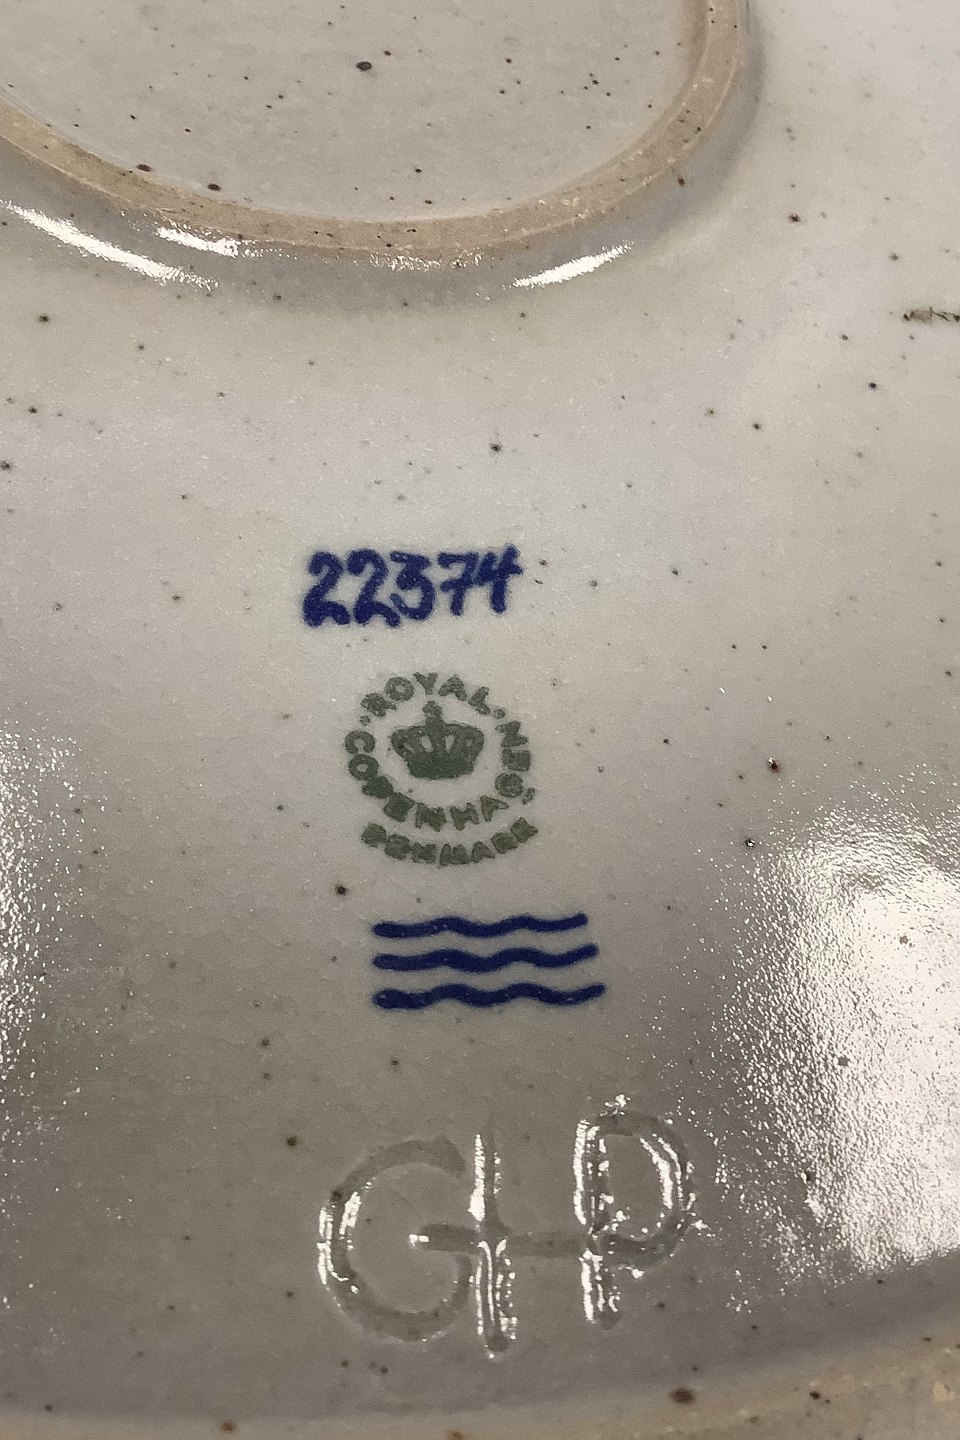 22374
ROYAL
COPENHAGEN
DENMARK
GP